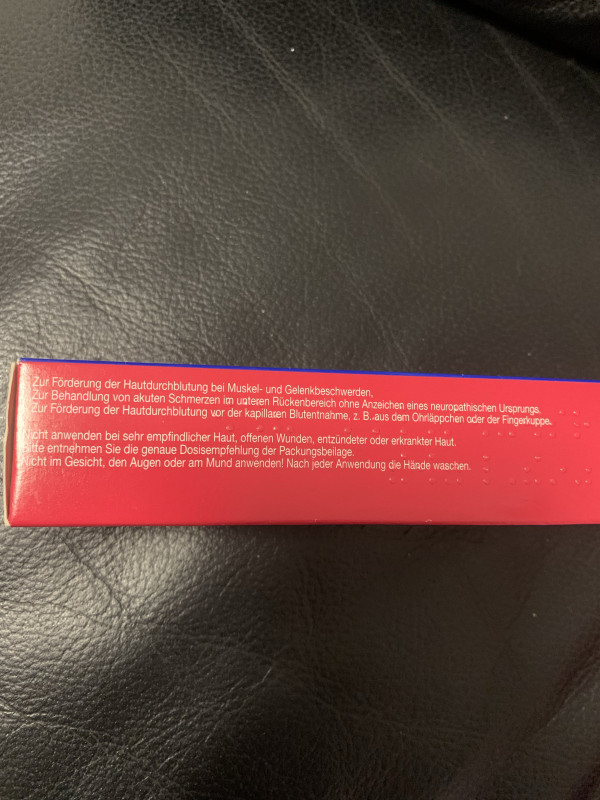 Zur Förderung der Hautdurchblutung bei Muskel- und Gelenkbeschwerden,
Zur Behandlung von akuten Schmerzen im unteren Rückenbereich ohne Anzeichen eines neuropathischen Ursprungs,
Zur Förderung der Hautdurchblutung vor der kapillaren Blutentnahme, z. B. aus dem Ohrläppchen oder der Fingerkuppe.
Nicht anwenden bei sehr empfindlicher Haut, offenen Wunden, entzündeter oder erkrankter Haut.
Bitte entnehmen Sie die genaue Dosisempfehlung der Packungsbeilage.
Nicht im Gesicht, den Augen oder am Mund anwenden! Nach jeder Anwendung die Hände waschen.